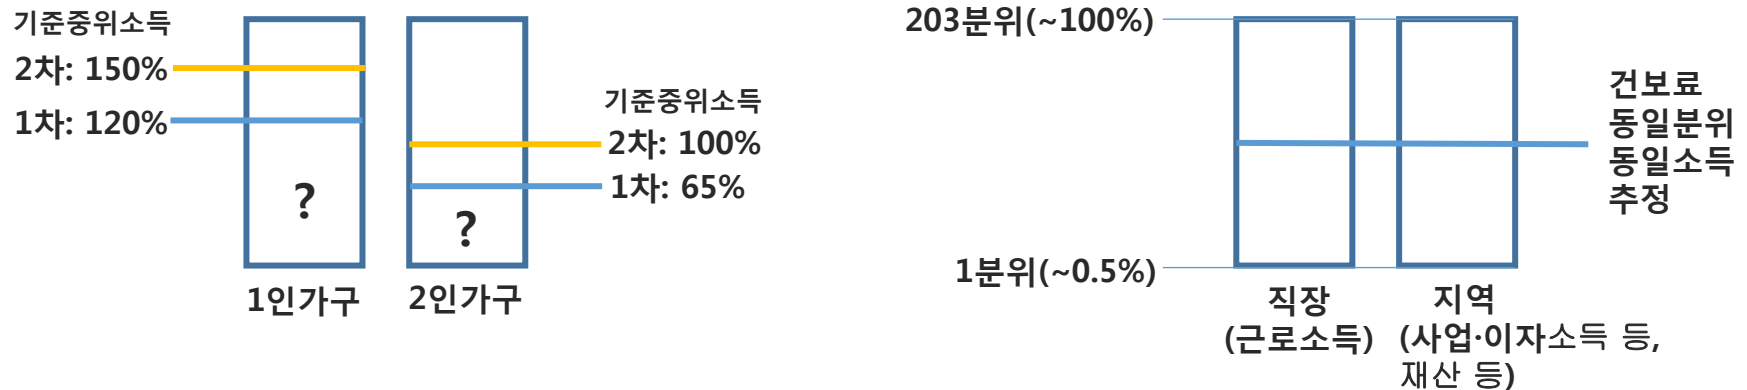 기준중위소득
2차: 150%
1차: 120%
?
1인가구
기준중위소득
2차: 100%
1차: 65%
?
2인가구
203분위(~100%)
1분위(~0.5%)
건보료
동일분위
동일소득
추정
직장
(근로소득)
지역
(사업·이자소득 등,
재산 등)